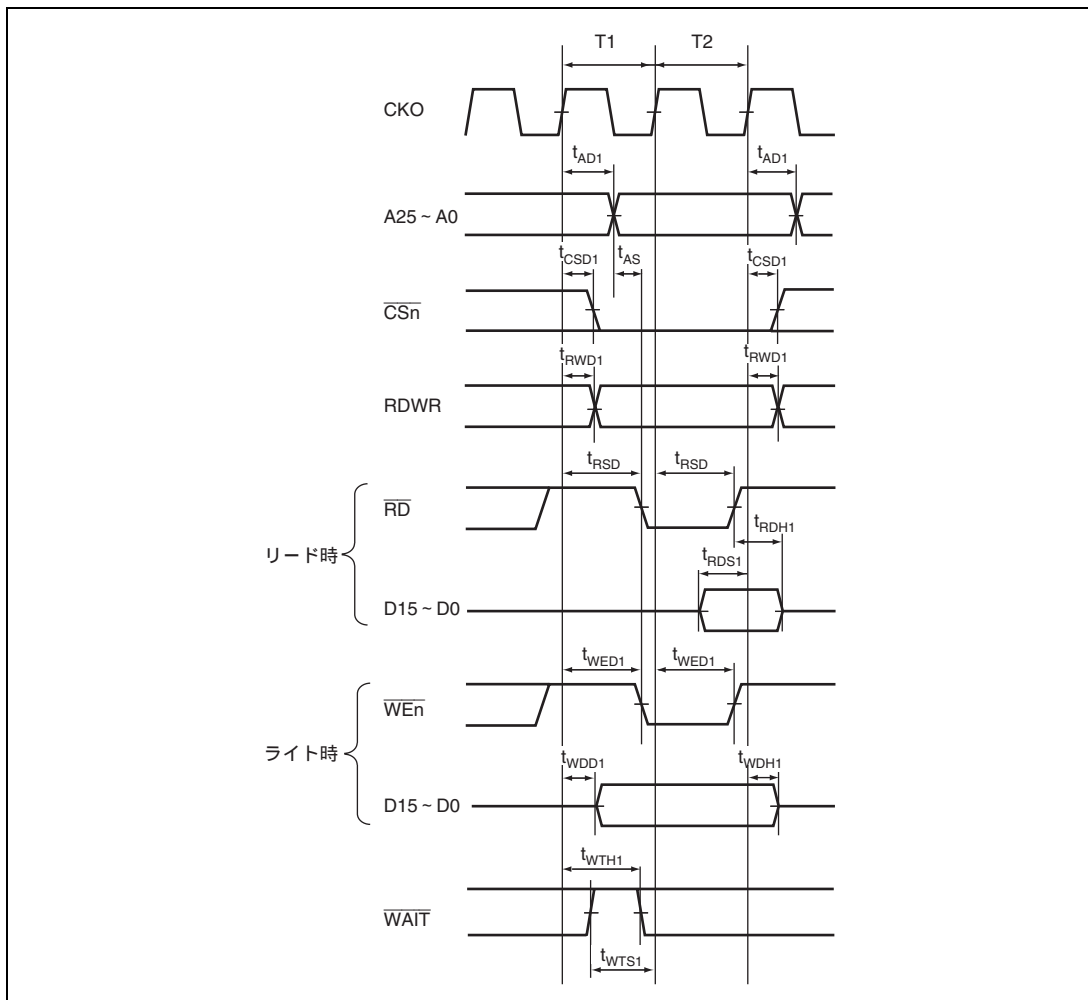 T1 T2
CKO
tAD1 tAD1
A25 ~ A0
tCSD1 tAS tCSD1
CSn
tRWD1 tRWD1
RDWR
tRSD tRSD
RD
tRDH1
リード時
tRDS1
D15 ~ D0
tWED1 tWED1
WEn
ライト時
tWDD1 tWDH1
D15 ~ D0
tWTH1
WAIT
tWTS1